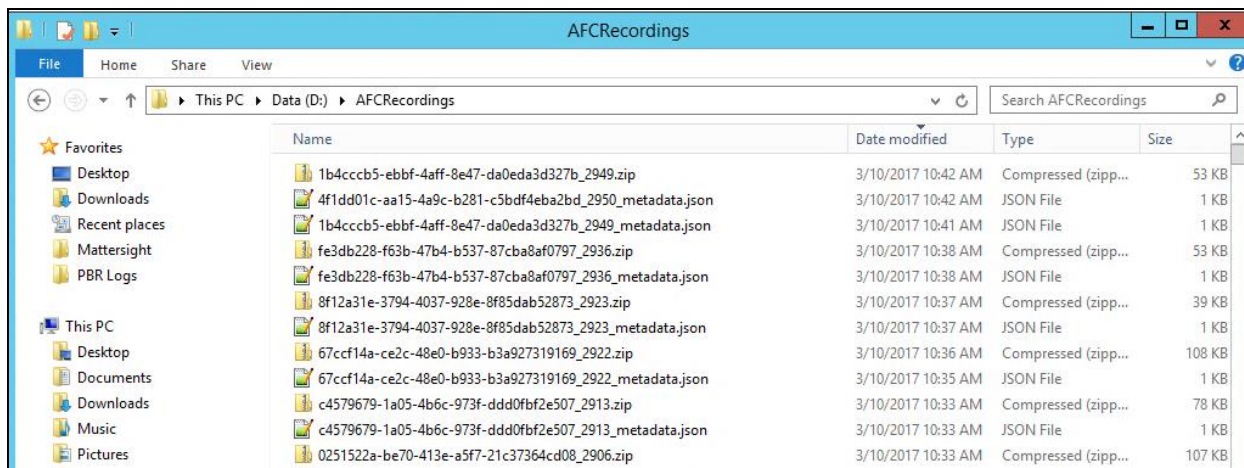 AFCRecordings
File Home Share View
This PC Data (D:) AFCRecordings Search AFCRecordings
Name Date modified Type Size
Favorites
Desktop
Downloads
Recent places
Mattersight
PBR Logs
This PC
Desktop
Documents
Downloads
Music
Pictures
1b4cccb5-ebbf-4aff-8e47-da0eda3d327b_2949.zip 3/10/2017 10:42 AM Compressed (zipp... 53 KB
4f1dd01c-aa15-4a9c-b281-c5bdf4eba2bd_2950_metadata.json 3/10/2017 10:42 AM JSON File 1 KB
1b4cccb5-ebbf-4aff-8e47-da0eda3d327b_2949_metadata.json 3/10/2017 10:41 AM JSON File 1 KB
fe3db228-f63b-47b4-b537-87cba8af0797_2936.zip 3/10/2017 10:38 AM Compressed (zipp... 53 KB
fe3db228-f63b-47b4-b537-87cba8af0797_2936_metadata.json 3/10/2017 10:38 AM JSON File 1 KB
8f12a31e-3794-4037-928e-8f85dab52873_2923.zip 3/10/2017 10:37 AM Compressed (zipp... 39 KB
8f12a31e-3794-4037-928e-8f85dab52873_2923_metadata.json 3/10/2017 10:37 AM JSON File 1 KB
67ccf14a-ce2c-48e0-b933-b3a927319169_2922.zip 3/10/2017 10:36 AM Compressed (zipp... 108 KB
67ccf14a-ce2c-48e0-b933-b3a927319169_2922_metadata.json 3/10/2017 10:35 AM JSON File 1 KB
c4579679-1a05-4b6c-973f-ddd0fbf2e507_2913.zip 3/10/2017 10:33 AM Compressed (zipp... 78 KB
c4579679-1a05-4b6c-973f-ddd0fbf2e507_2913_metadata.json 3/10/2017 10:33 AM JSON File 1 KB
0251522a-be70-413e-a5f7-21c37364cd08_2906.zip 3/10/2017 10:33 AM Compressed (zipp... 107 KB